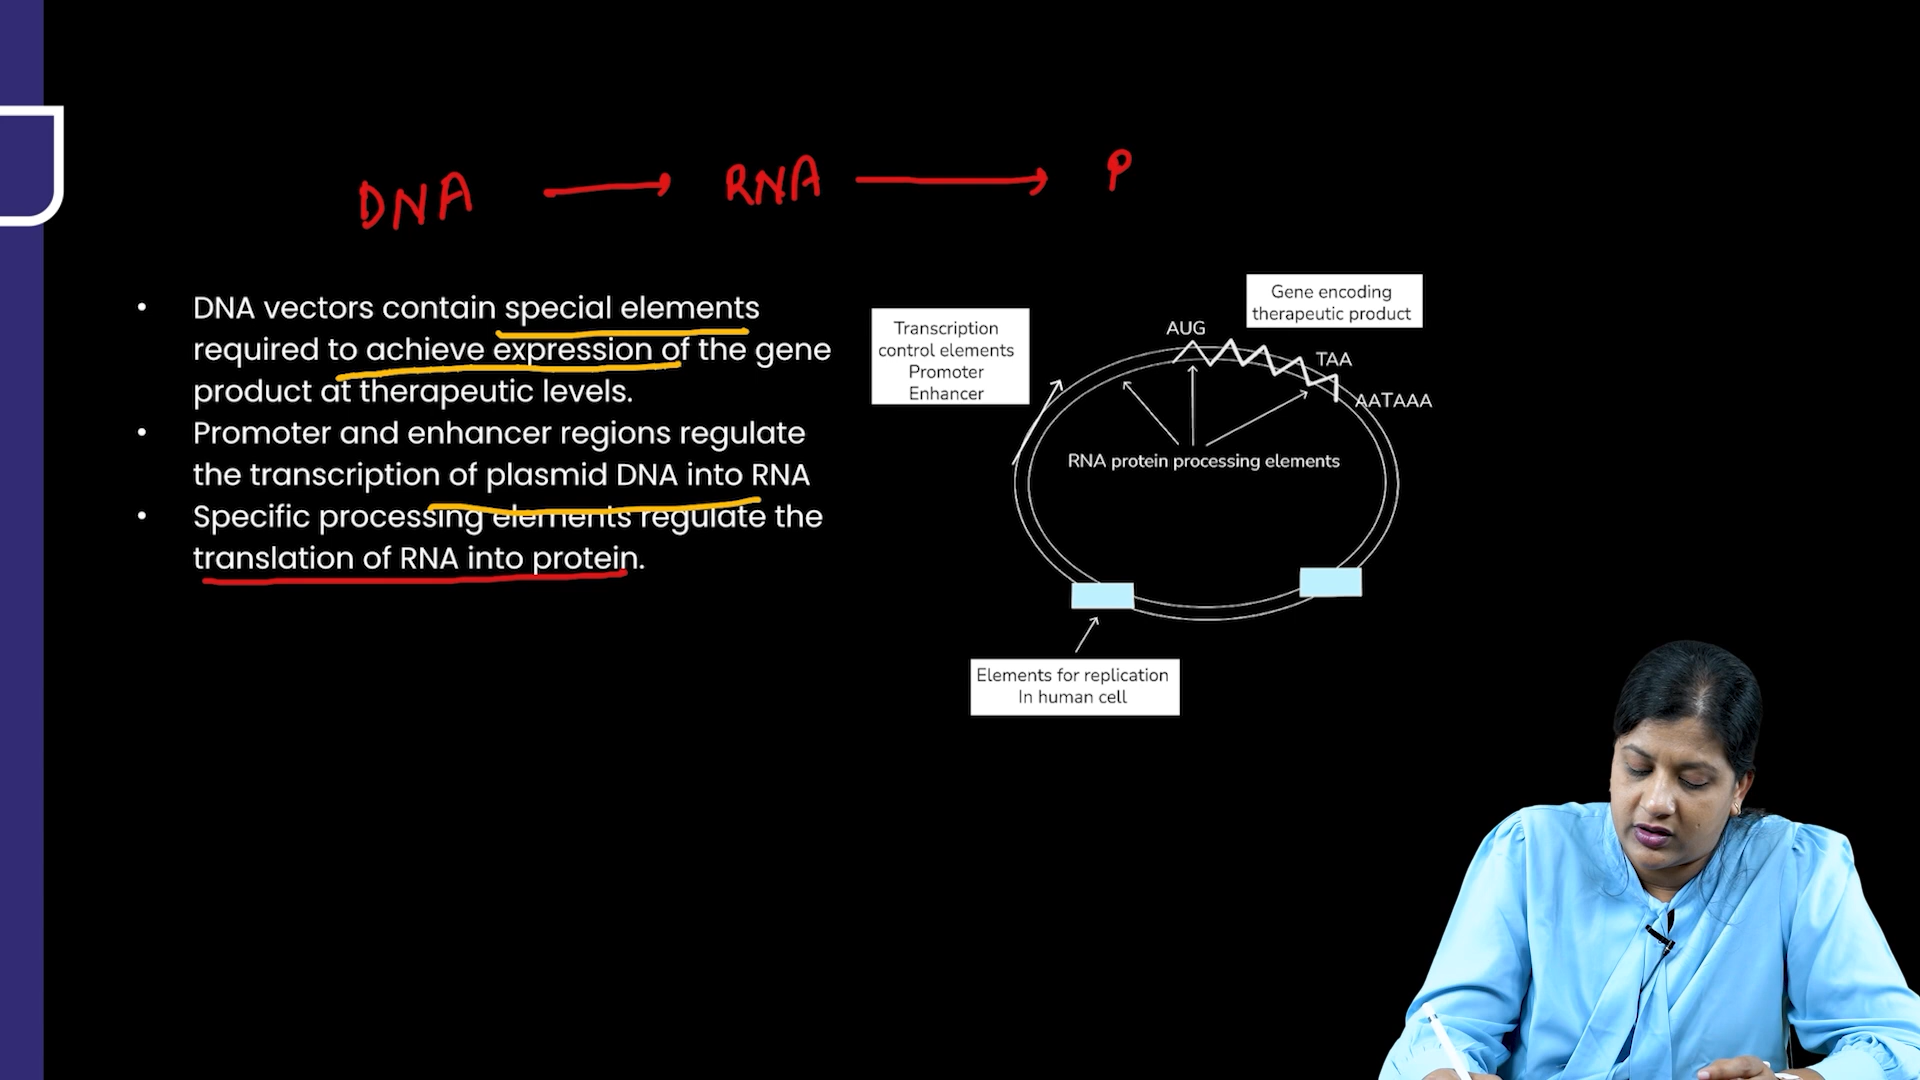 DNA → RNA → P
• DNA vectors contain special elements
required to achieve expression of the gene
product at therapeutic levels.
• Promoter and enhancer regions regulate
the transcription of plasmid DNA into RNA
• Specific processing elements regulate the
translation of RNA into protein.
Gene encoding
therapeutic product
Transcription
control elements
Promoter
Enhancer
AUG
TAA
AATAAA
RNA protein processing elements
Elements for replication
In human cell